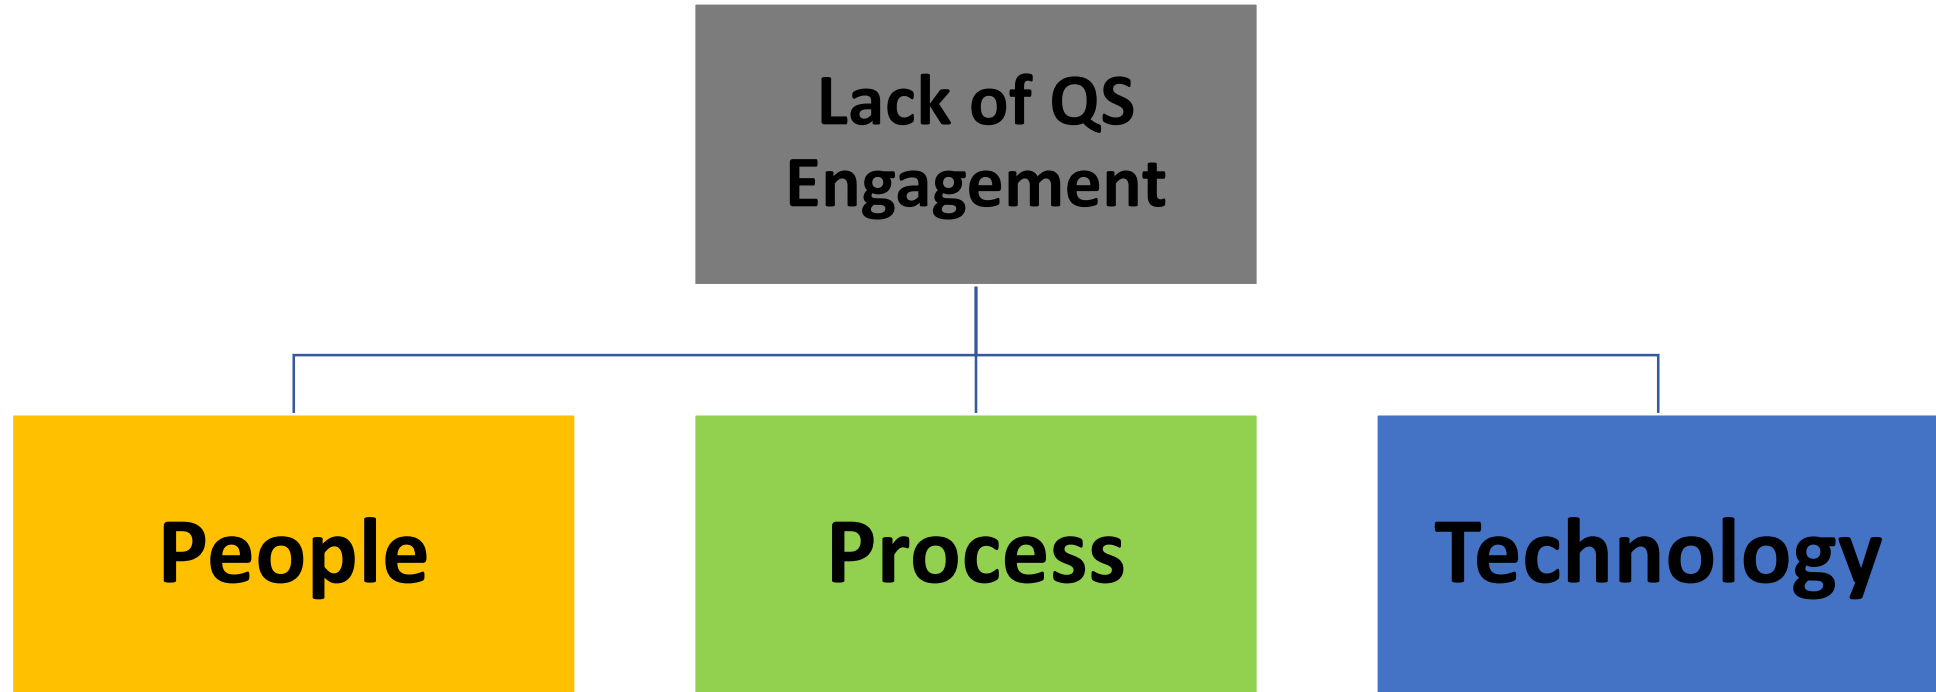 Lack of QS
Engagement
People
Process
Technology